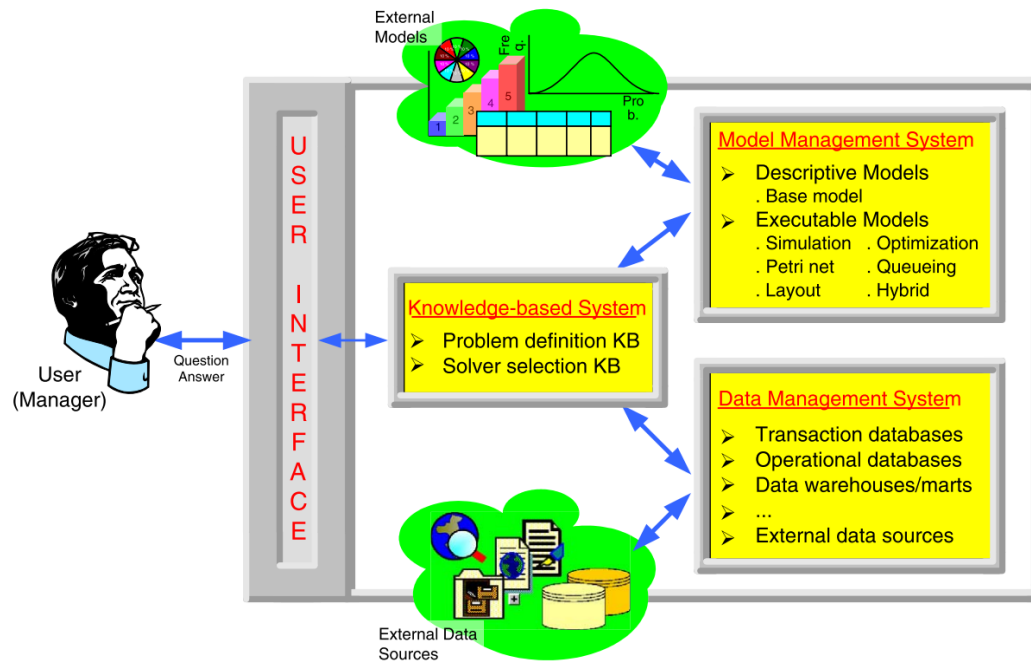 External
Models
Fre
q.
1
2
3
4
5
Pro
b.
USER INTERFACE
User
(Manager)
Question
Answer
Knowledge-based System
➢ Problem definition KB
➢ Solver selection KB
Model Management System
➢ Descriptive Models
. Base model
➢ Executable Models
. Simulation . Optimization
. Petri net . Queueing
. Layout . Hybrid
Data Management System
➢ Transaction databases
➢ Operational databases
➢ Data warehouses/marts
➢ ...
➢ External data sources
External Data
Sources